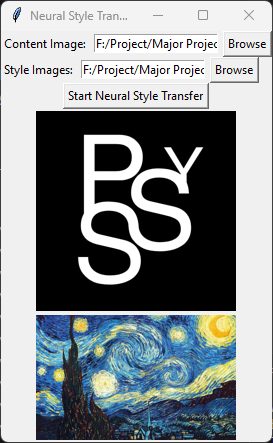 Neural Style Tran...
Content Image: F:/Project/Major Projec Browse
Style Images: F:/Project/Major Projec Browse
Start Neural Style Transfer
PSY
S